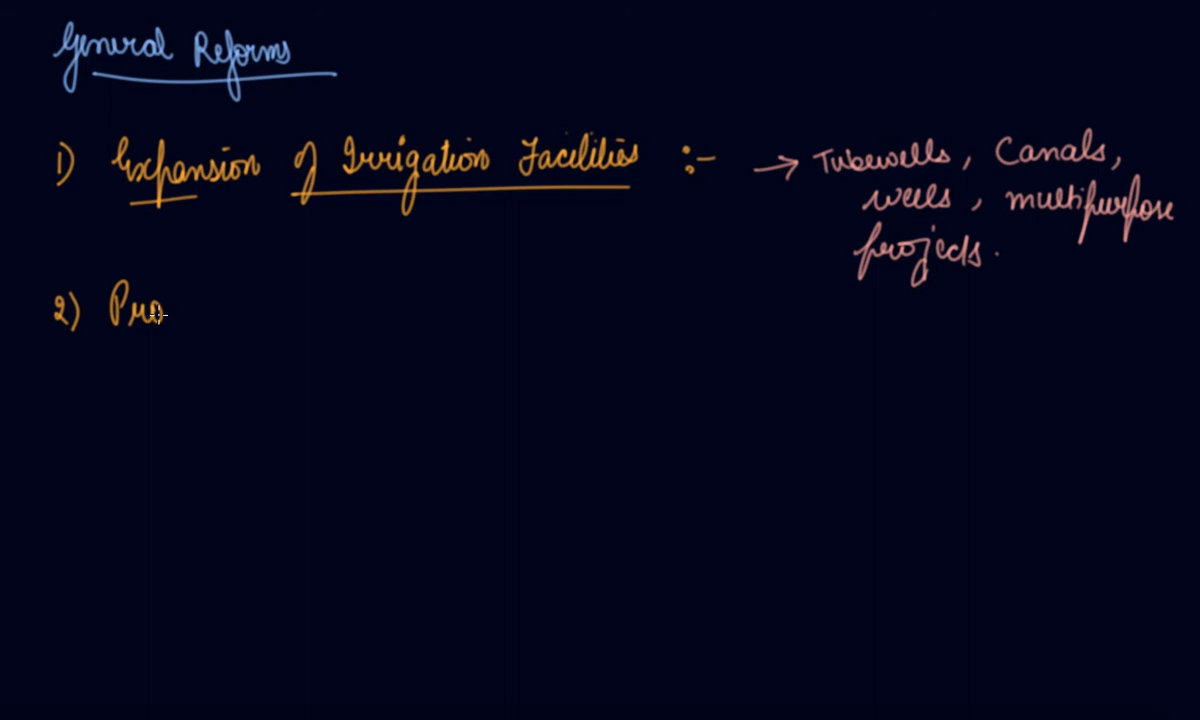 General Reforms
1) Expansion of Irrigation Facilities :- → Tubewells, Canals,
wells, multipurpose
projects.
2) Pro